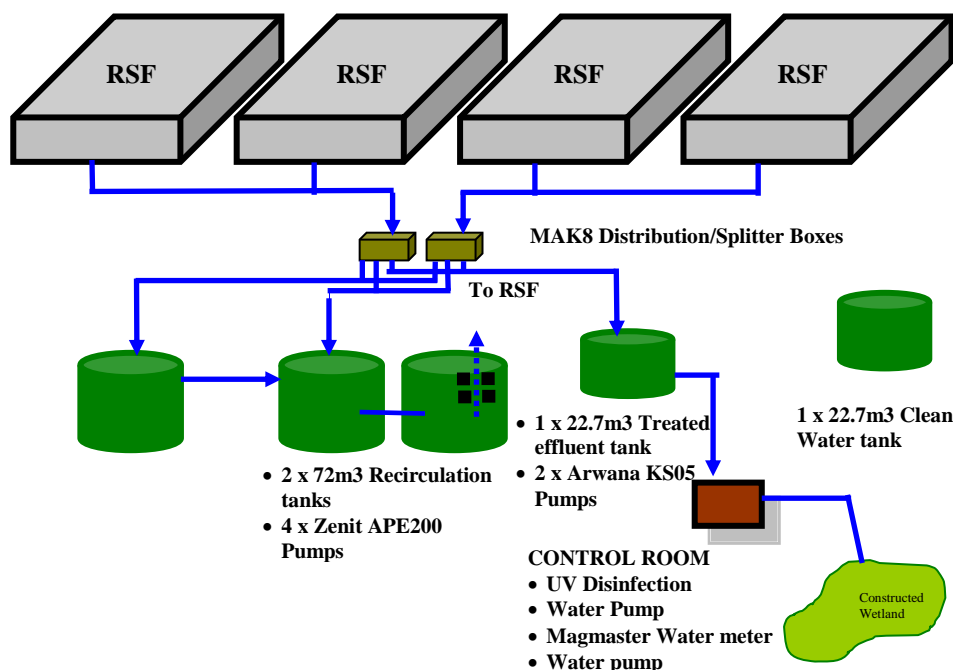 RSF
RSF
RSF
RSF
MAK8 Distribution/Splitter Boxes
To RSF
• 2 x 72m3 Recirculation
tanks
• 4 x Zenit APE200
Pumps
• 1 x 22.7m3 Treated
effluent tank
• 2 x Arwana KS05
Pumps
1 x 22.7m3 Clean
Water tank
CONTROL ROOM
• UV Disinfection
• Water Pump
• Magmaster Water meter
• Water pump
Constructed
Wetland